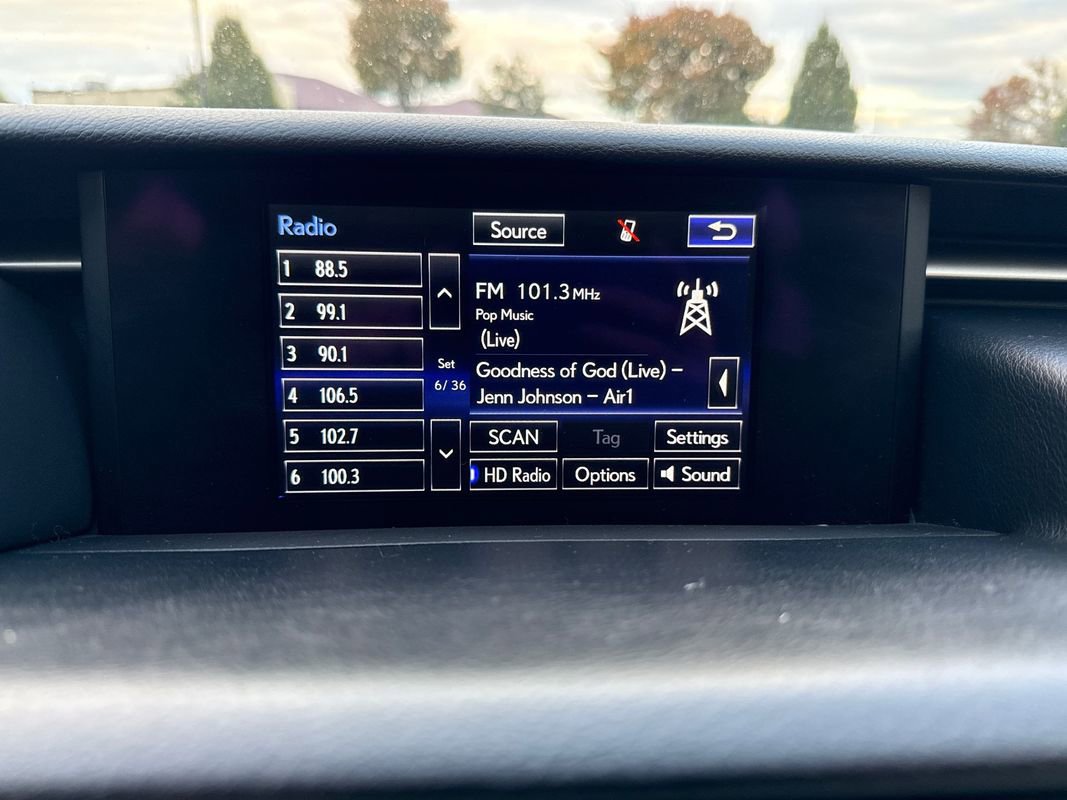 Radio
Source
1 88.5
2 99.1
3 90.1
4 106.5
5 102.7
6 100.3
Set
6/36
FM 101.3 MHz
Pop Music
(Live)
Goodness of God (Live) –
Jenn Johnson – Air1
SCAN
Tag
Settings
HD Radio
Options
Sound